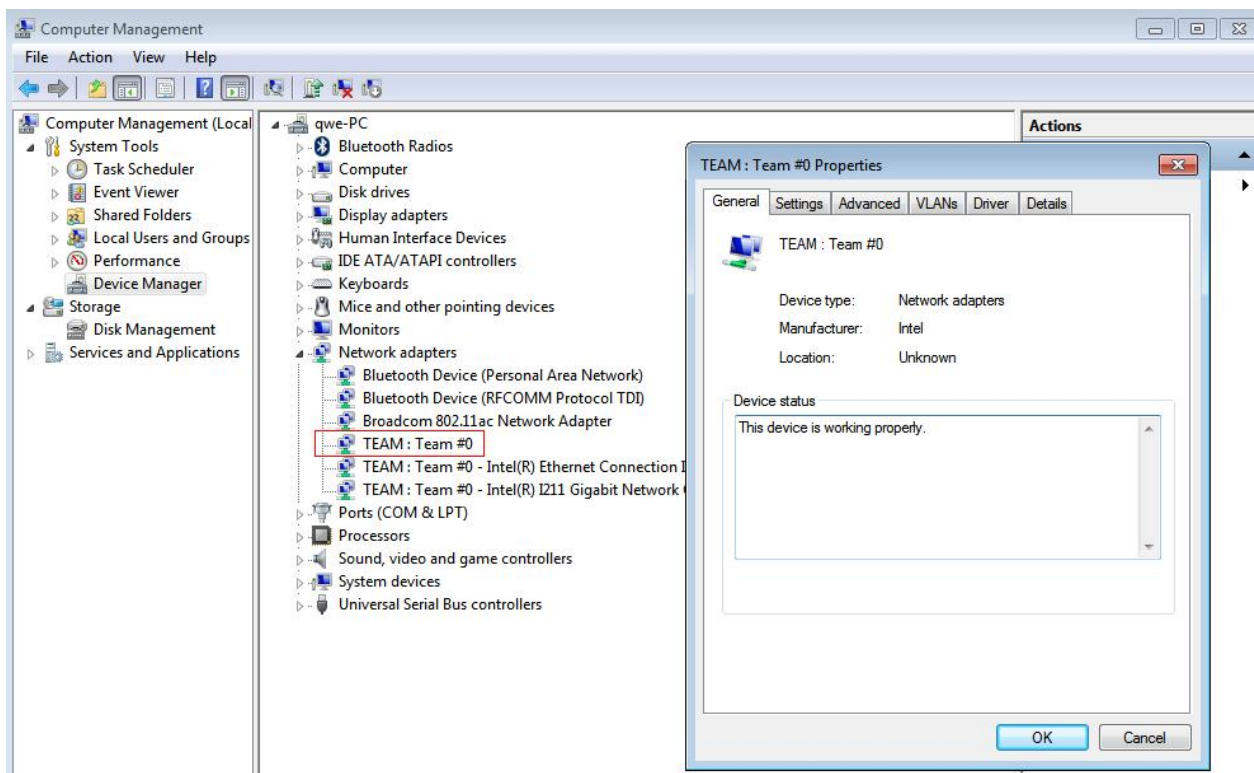 Computer Management
File Action View Help
Computer Management (Local
System Tools
Task Scheduler
Event Viewer
Shared Folders
Local Users and Groups
Performance
Device Manager
Storage
Disk Management
Services and Applications
qwe-PC
Bluetooth Radios
Computer
Disk drives
Display adapters
Human Interface Devices
IDE ATA/ATAPI controllers
Keyboards
Mice and other pointing devices
Monitors
Network adapters
Bluetooth Device (Personal Area Network)
Bluetooth Device (RFCOMM Protocol TDI)
Broadcom 802.11ac Network Adapter
TEAM : Team #0
TEAM : Team #0 - Intel(R) Ethernet Connection I
TEAM : Team #0 - Intel(R) I211 Gigabit Network
Ports (COM & LPT)
Processors
Sound, video and game controllers
System devices
Universal Serial Bus controllers
Actions
TEAM : Team #0 Properties
General Settings Advanced VLANs Driver Details
TEAM : Team #0
Device type: Network adapters
Manufacturer: Intel
Location: Unknown
Device status
This device is working properly.
OK Cancel